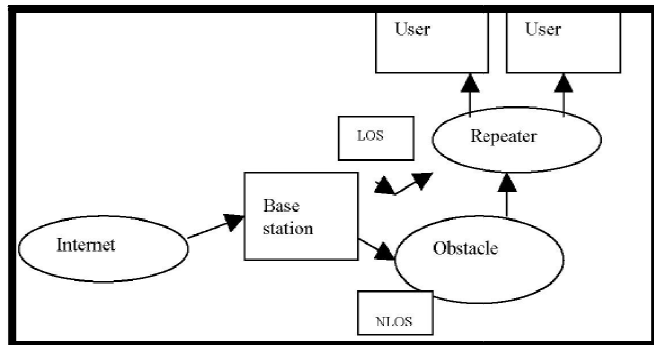 User
User
LOS
Repeater
Base
station
Internet
Obstacle
NLOS